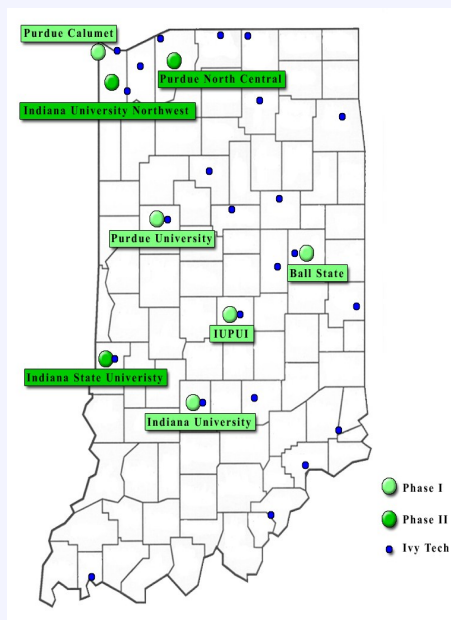 Purdue Calumet
Purdue North Central
Indiana University Northwest
Purdue University
Ball State
IUPUI
Indiana State Univeristy
Indiana University
Phase I
Phase II
Ivy Tech